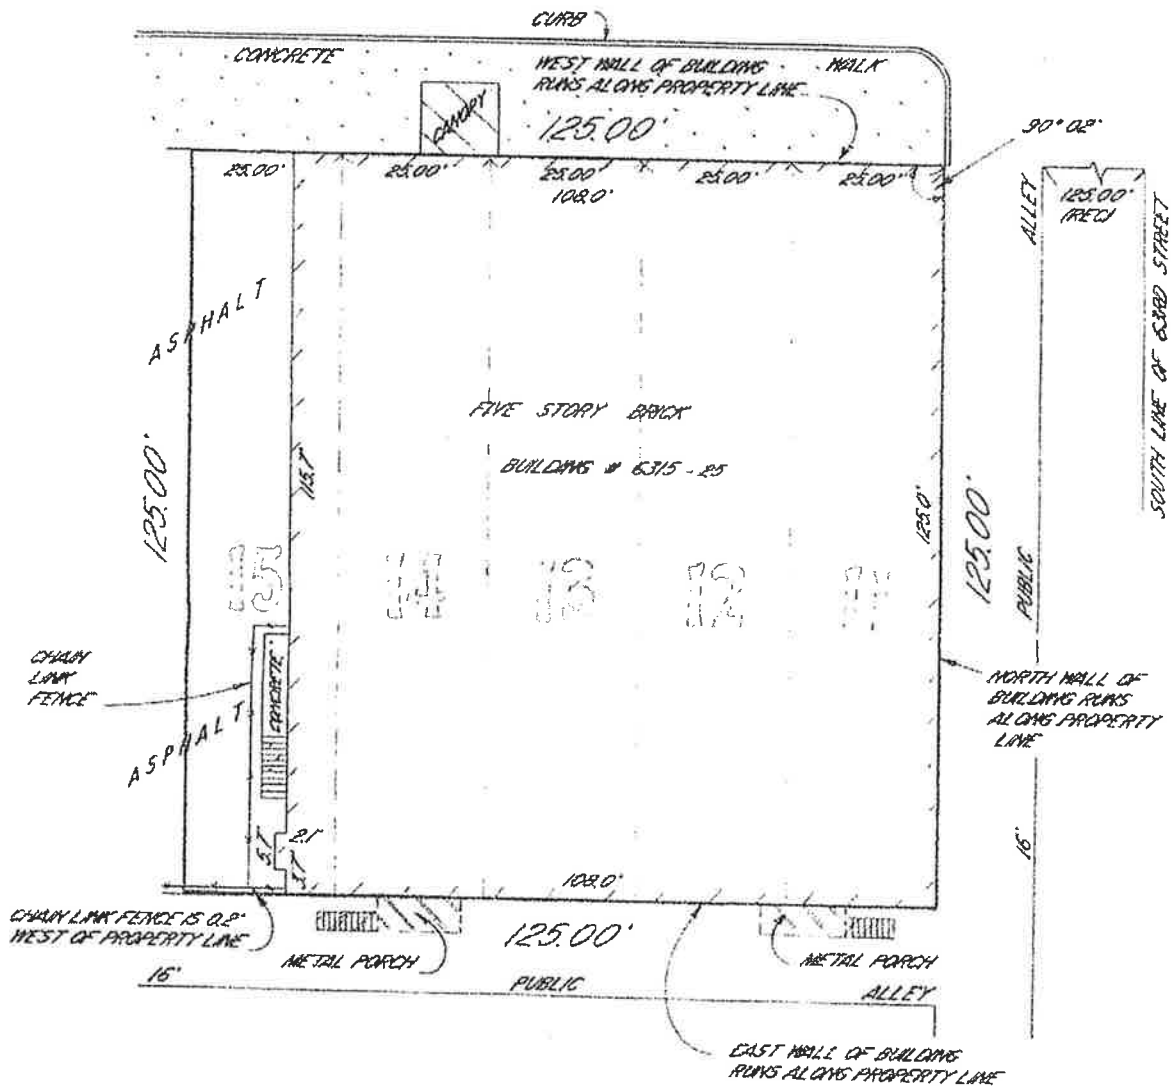 CURB
CONCRETE
WEST WALL OF BUILDING
RUNS ALONG PROPERTY LINE
WALK
CANOPY
125.00'
90° 02'
25.00'
25.00'
25.00'
25.00'
25.00'
108.0'
ALLEY
125.00'
(REC)
SOUTH LINE OF 63RD STREET
ASPHALT
FIVE STORY BRICK
BUILDING # 6315-25
125.00'
115.7
125.0'
125.00'
15
14
13
12
11
PUBLIC
CHAIN
LINK
FENCE
CONCRETE
NORTH WALL OF
BUILDING RUNS
ALONG PROPERTY
LINE
ASPHALT
2.1'
5.7
3.7
16'
108.0'
CHAIN LINK FENCE IS 0.2'
WEST OF PROPERTY LINE
125.00'
METAL PORCH
METAL PORCH
16'
PUBLIC
ALLEY
EAST WALL OF BUILDING
RUNS ALONG PROPERTY LINE